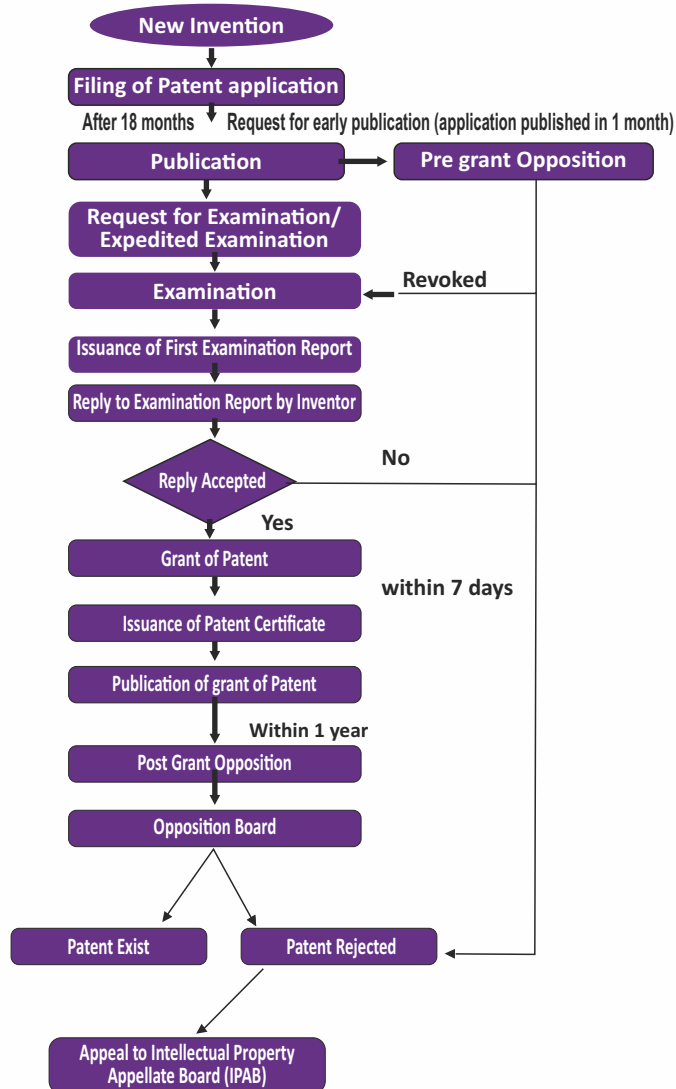 New Invention
Filing of Patent application
After 18 months
Request for early publication (application published in 1 month)
Publication
Pre grant Opposition
Request for Examination/
Expedited Examination
Revoked
Examination
Issuance of First Examination Report
Reply to Examination Report by Inventor
No
Reply Accepted
Yes
Grant of Patent
within 7 days
Issuance of Patent Certificate
Publication of grant of Patent
Within 1 year
Post Grant Opposition
Opposition Board
Patent Exist
Patent Rejected
Appeal to Intellectual Property
Appellate Board (IPAB)